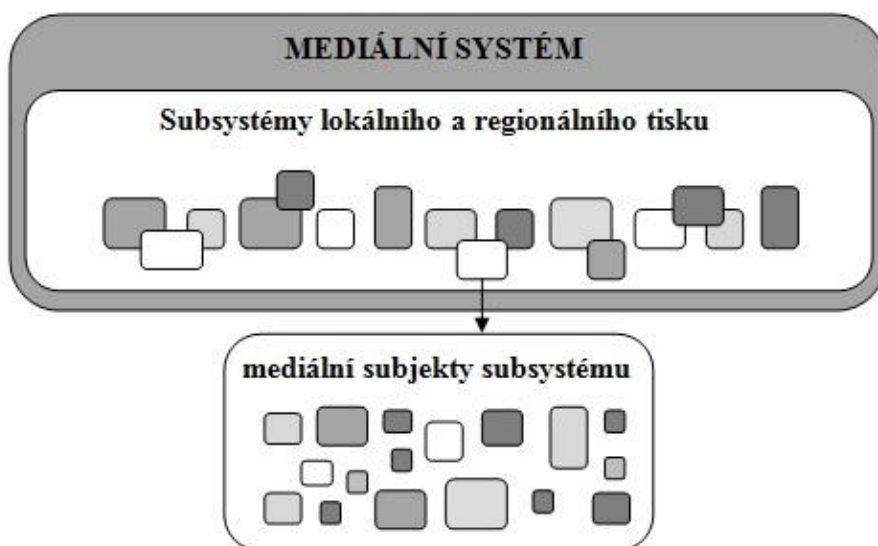 MEDIÁLNÍ SYSTÉM
Subsystémy lokálního a regionálního tisku
mediální subjekty subsystému